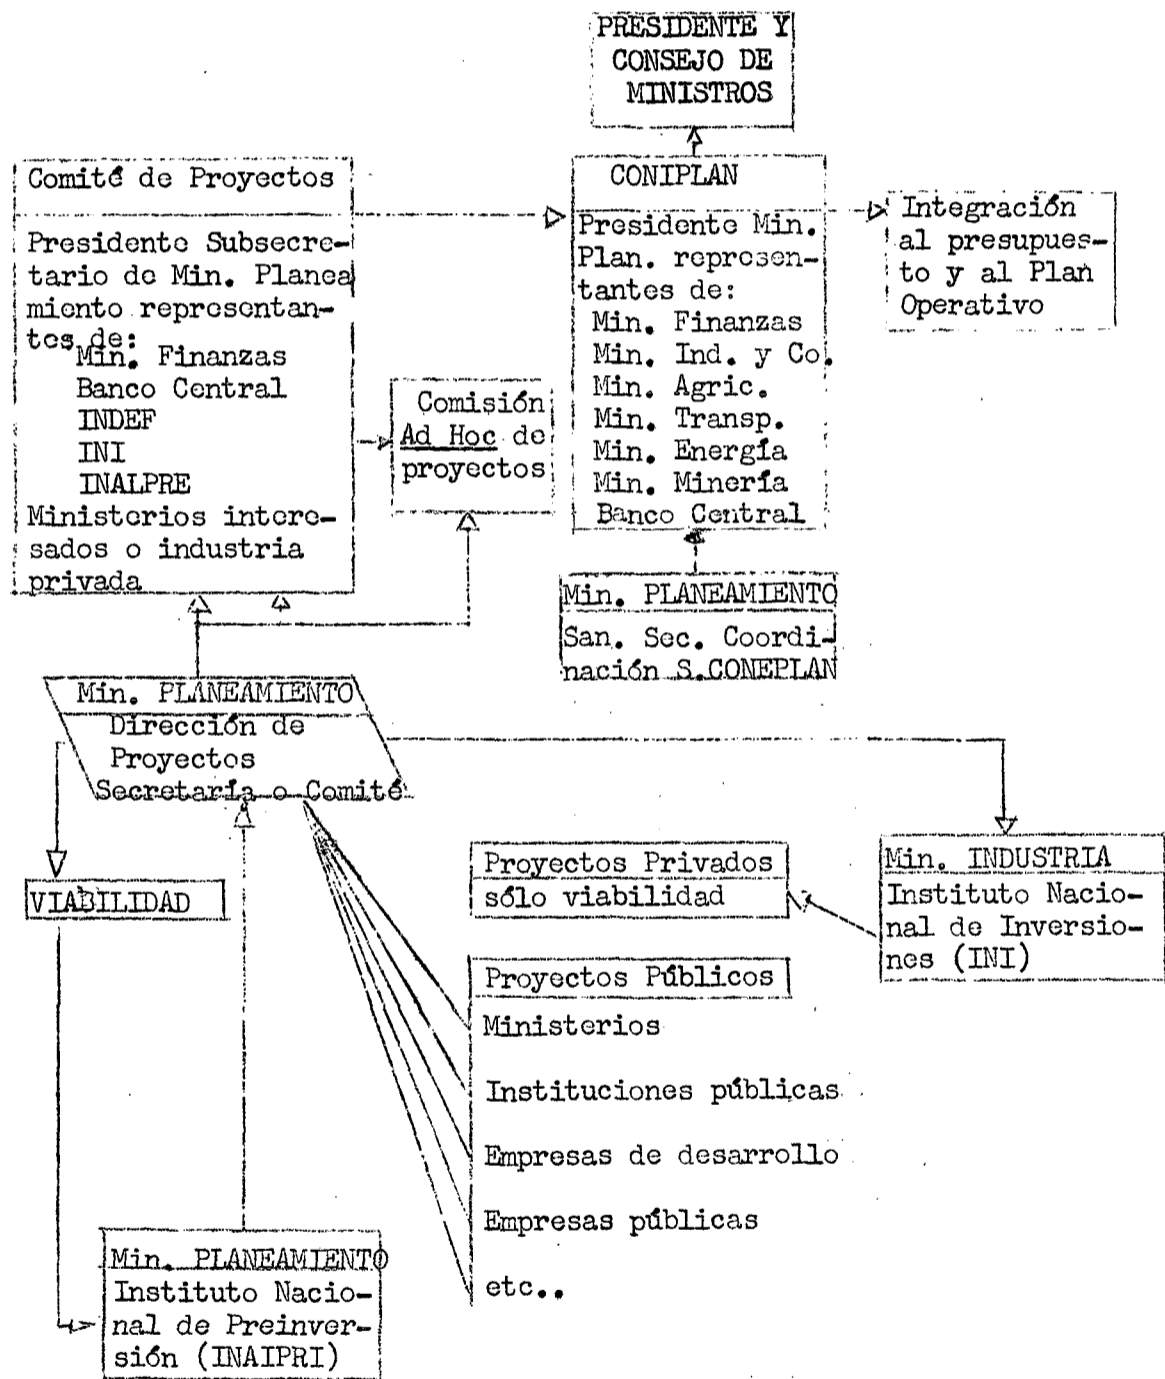 PRESIDENTE Y
CONSEJO DE
MINISTROS
Comité de Proyectos
Presidente Subsecre-
tario de Min. Planea
miento representan-
tes de:
Min. Finanzas
Banco Central
INDEF
INI
INALPRE
Ministerios intere-
sados o industria
privada
Comisión
Ad Hoc de
proyectos
CONIPLAN
Presidente Min.
Plan. represen-
tantes de:
Min. Finanzas
Min. Ind. y Co.
Min. Agric.
Min. Transp.
Min. Energía
Min. Minería
Banco Central
Integración
al presupues-
to y al Plan
Operativo
Min. PLANEAMIENTO
San. Sec. Coordi-
nación S.CONEPLAN
Min. PLANEAMIENTO
Dirección de
Proyectos
Secretaría o Comité
VIABILIDAD
Proyectos Privados
sólo viabilidad
Min. INDUSTRIA
Instituto Nacio-
nal de Inversio-
nes (INI)
Proyectos Públicos
Ministerios
Instituciones públicas
Empresas de desarrollo
Empresas públicas
etc..
Min. PLANEAMIENTO
Instituto Nacio-
nal de Preinver-
sión (INAIPRI)